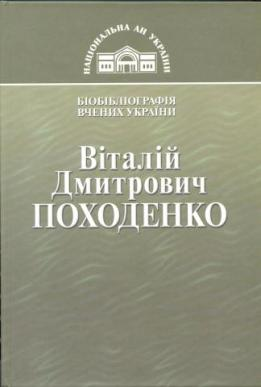 НАЦІОНАЛЬНА АН УКРАЇНИ
БІОБІБЛІОГРАФІЯ
ВЧЕНИХ УКРАЇНИ
Віталій
Дмитрович
ПОХОДЕНКО